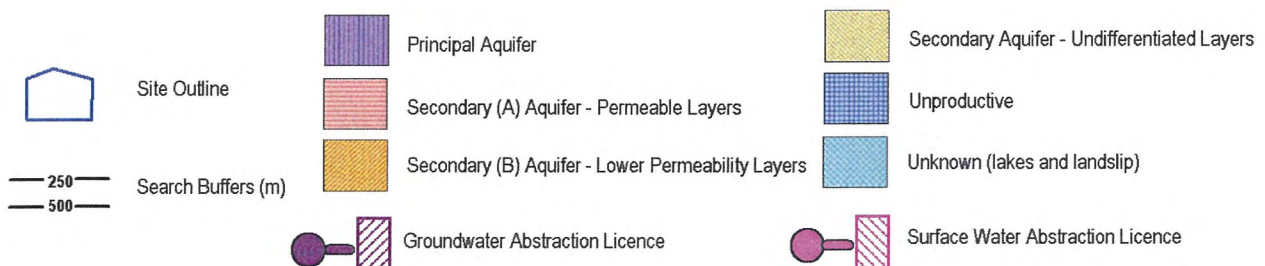 Site Outline
250
500
Search Buffers (m)
Principal Aquifer
Secondary (A) Aquifer - Permeable Layers
Secondary (B) Aquifer - Lower Permeability Layers
Groundwater Abstraction Licence
Secondary Aquifer - Undifferentiated Layers
Unproductive
Unknown (lakes and landslip)
Surface Water Abstraction Licence